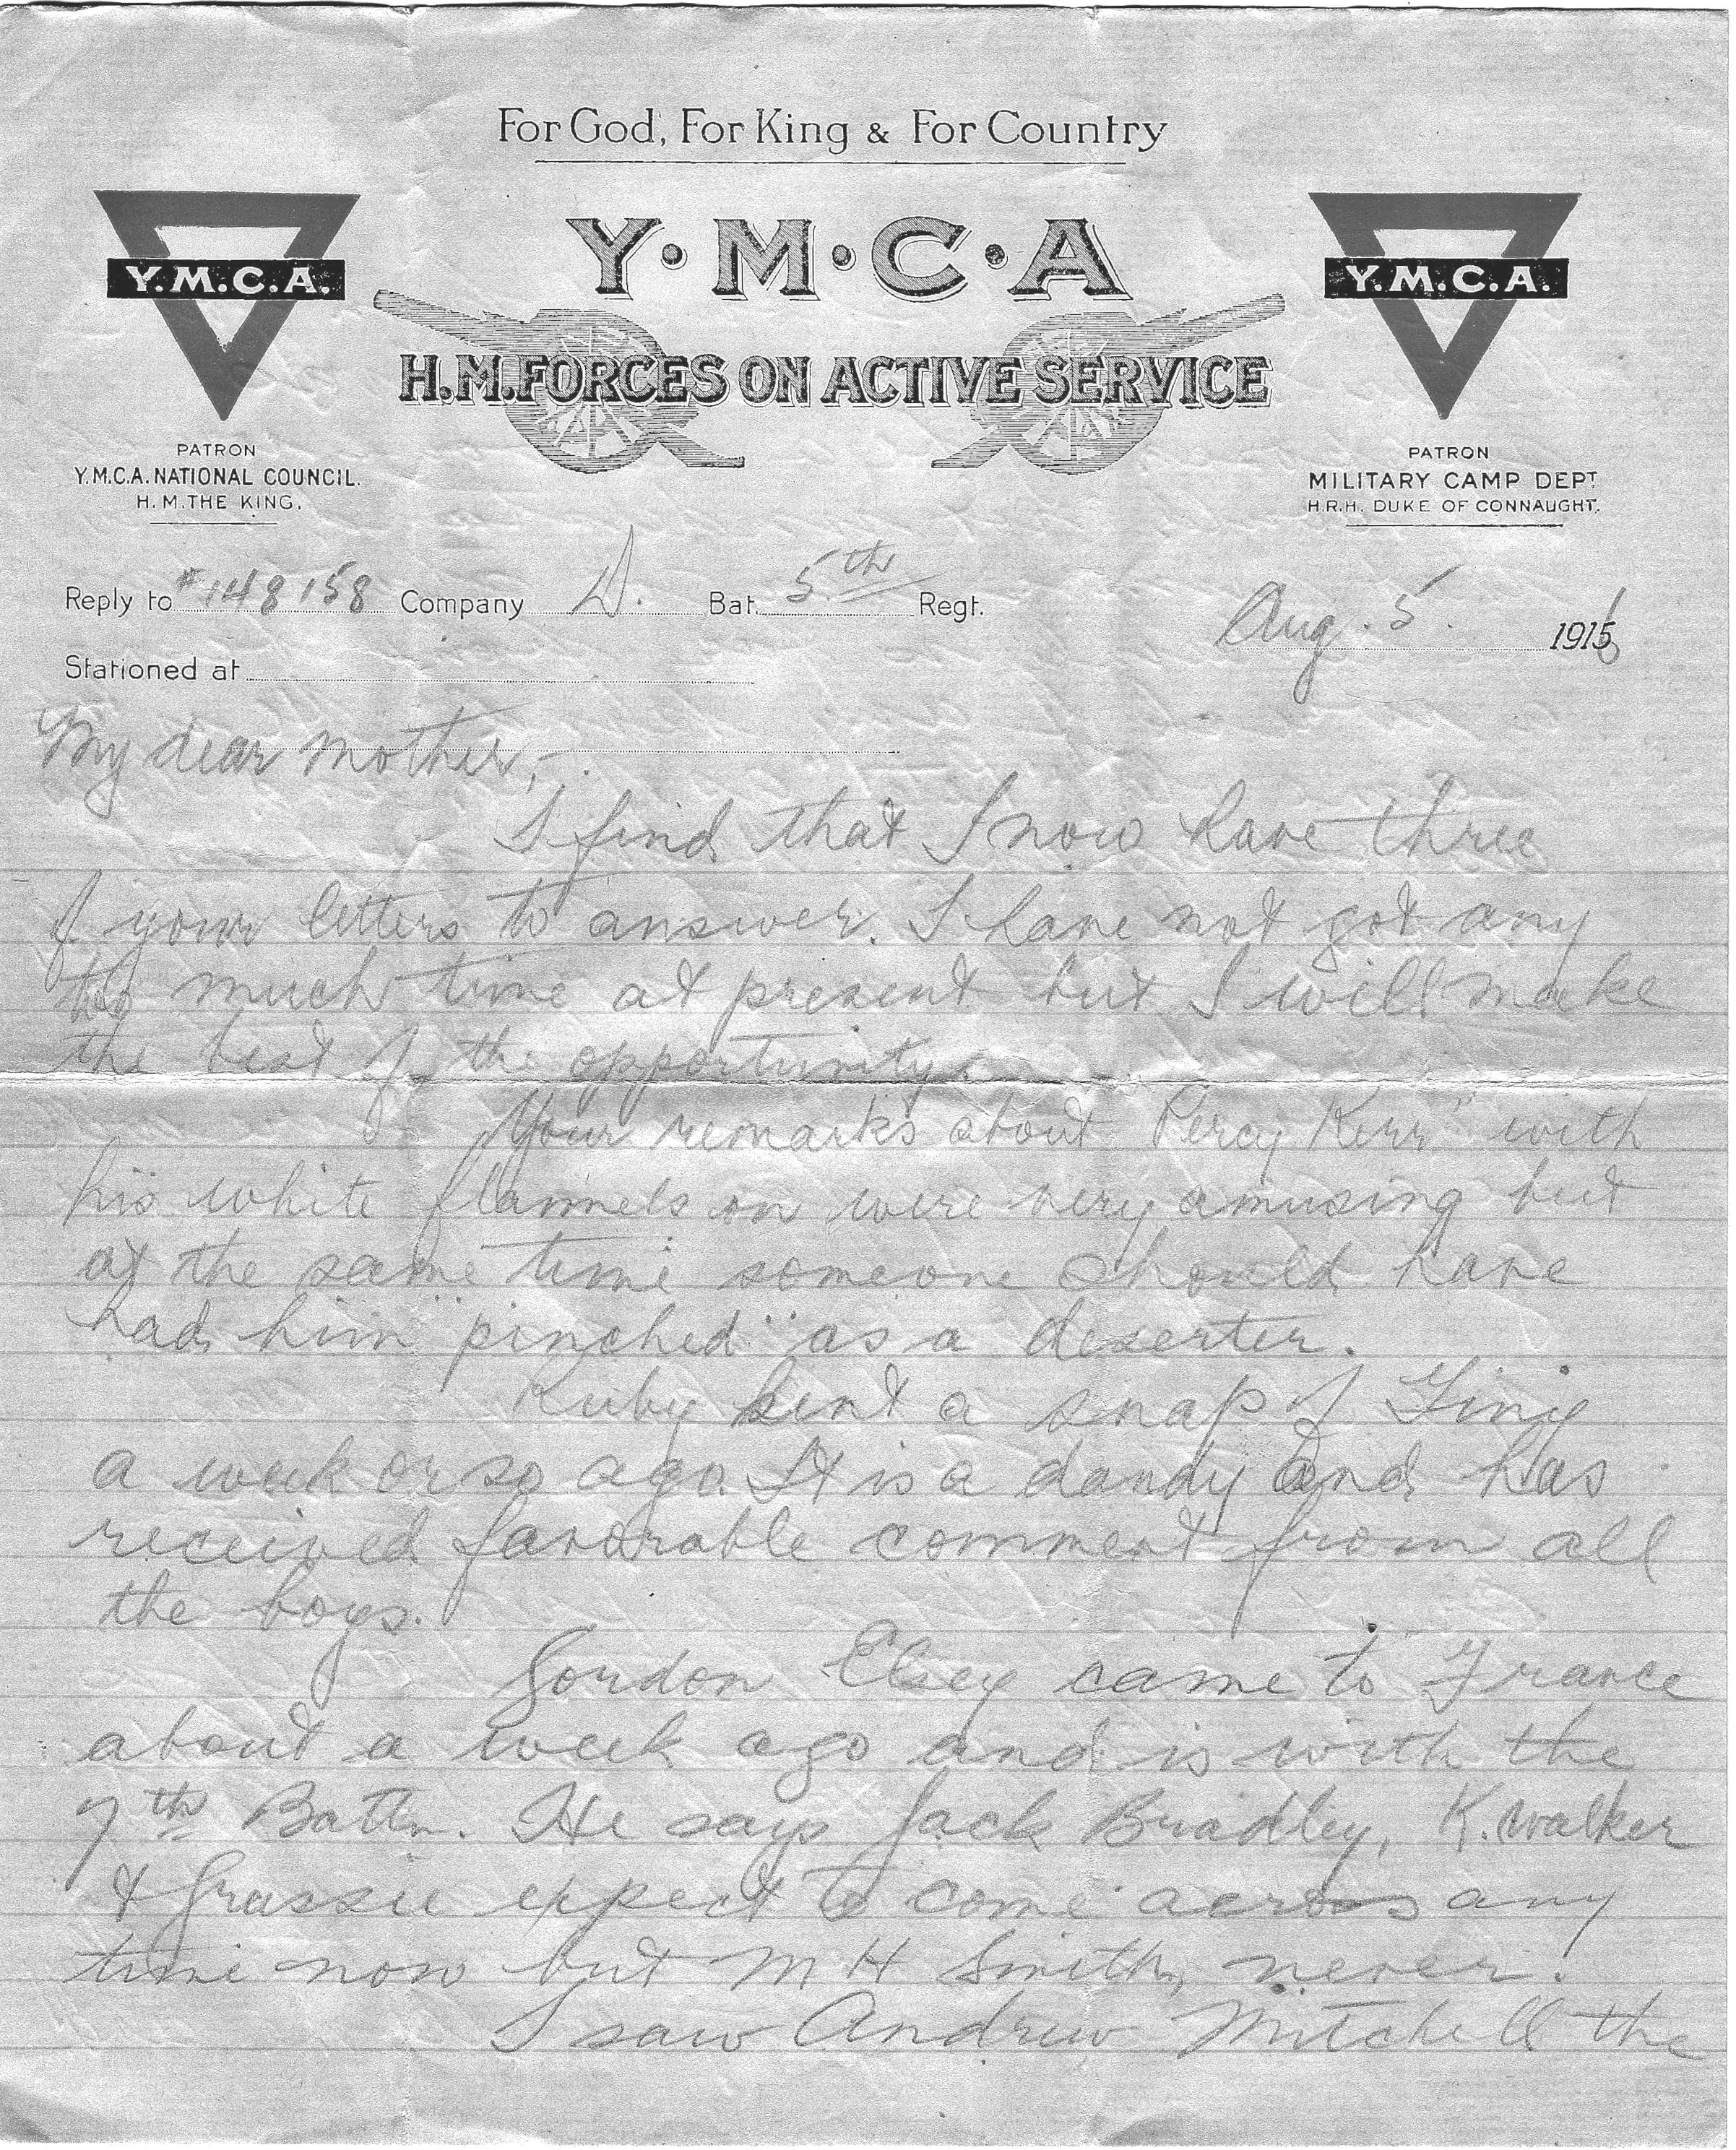 For God, For King & For Country
Y.M.C.A.
Y·M·C·A
Y.M.C.A.
H.M. FORCES ON ACTIVE SERVICE
PATRON
Y.M.C.A. NATIONAL COUNCIL.
H.M. THE KING.
PATRON
MILITARY CAMP DEPT
H.R.H. DUKE OF CONNAUGHT.
Reply to #148158 Company D. Bat. 5th Regt.
Aug. 5. 1916
Stationed at
My dear Mother,-
I find that I now have three
of your letters to answer. I have not got any
too much time at present but I will make
the best of the opportunity.
Your remarks about "Percy Kerr" with
his white flannels on were very amusing but
at the same time someone should have
had him "pinched" as a deserter.
Ruby sent a snap of Tiny
a week or so ago. It is a dandy and has
received favorable comment from all
the boys.
Gordon Elsey came to France
about a week ago and is with the
7th Battn. He says Jack Bradley, K. Walker
& Grassie expect to come across any
time now but M H Smith, never.
I saw Andrew Mitchell the